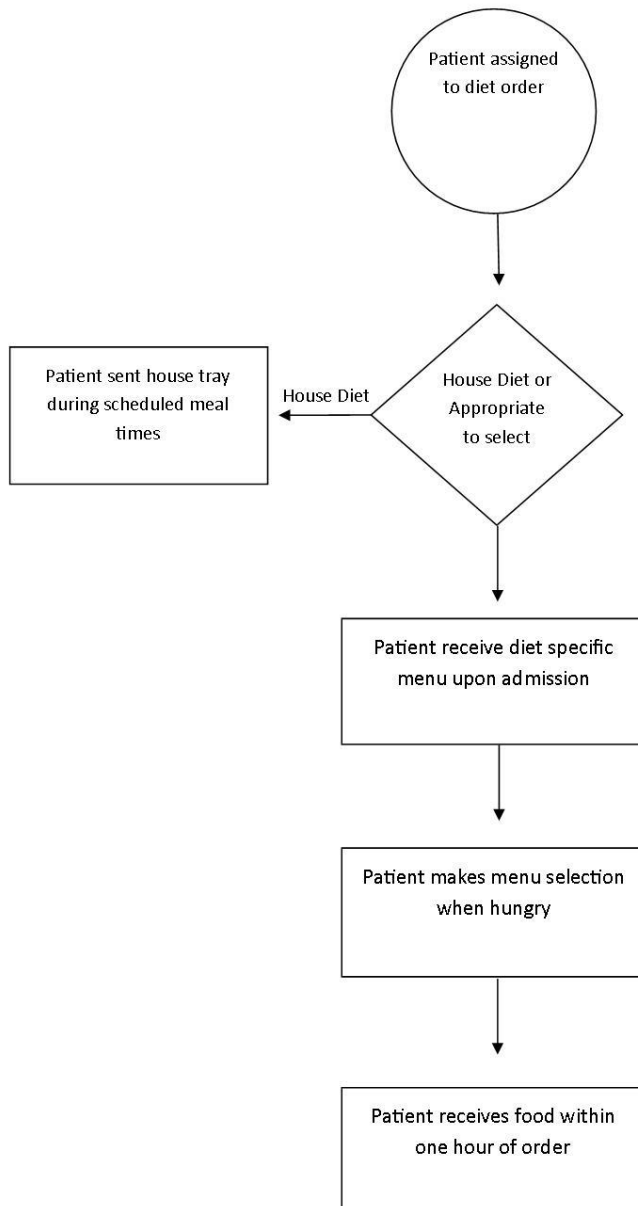 Patient assigned
to diet order
House Diet or
Appropriate
to select
House Diet
Patient sent house tray
during scheduled meal
times
Patient receive diet specific
menu upon admission
Patient makes menu selection
when hungry
Patient receives food within
one hour of order